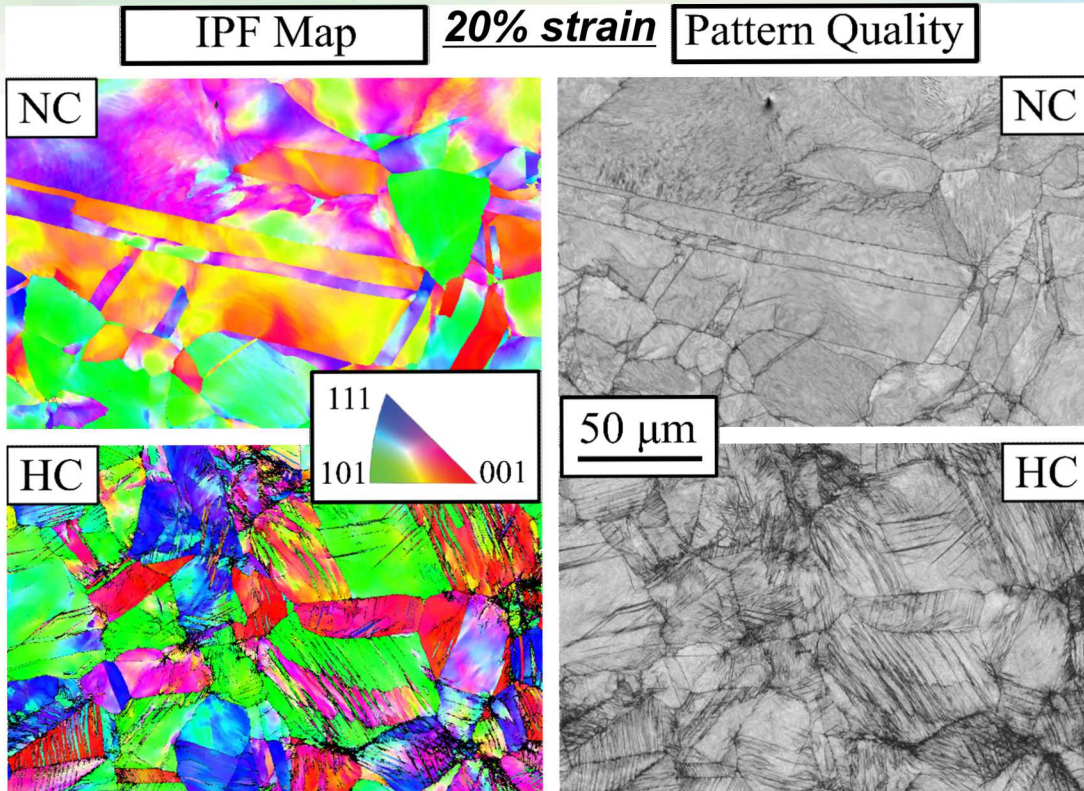 IPF Map
20% strain
Pattern Quality
NC
NC
111
101
001
50 μm
HC
HC